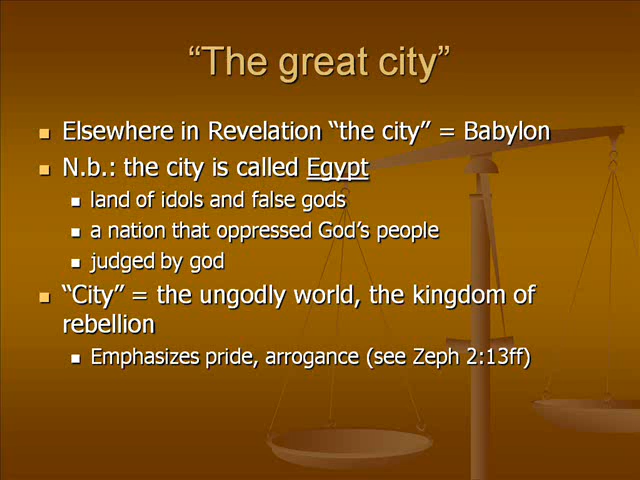 “The great city”
Elsewhere in Revelation “the city” = Babylon
N.b.: the city is called Egypt
land of idols and false gods
a nation that oppressed God’s people
judged by god
“City” = the ungodly world, the kingdom of
rebellion
Emphasizes pride, arrogance (see Zeph 2:13ff)